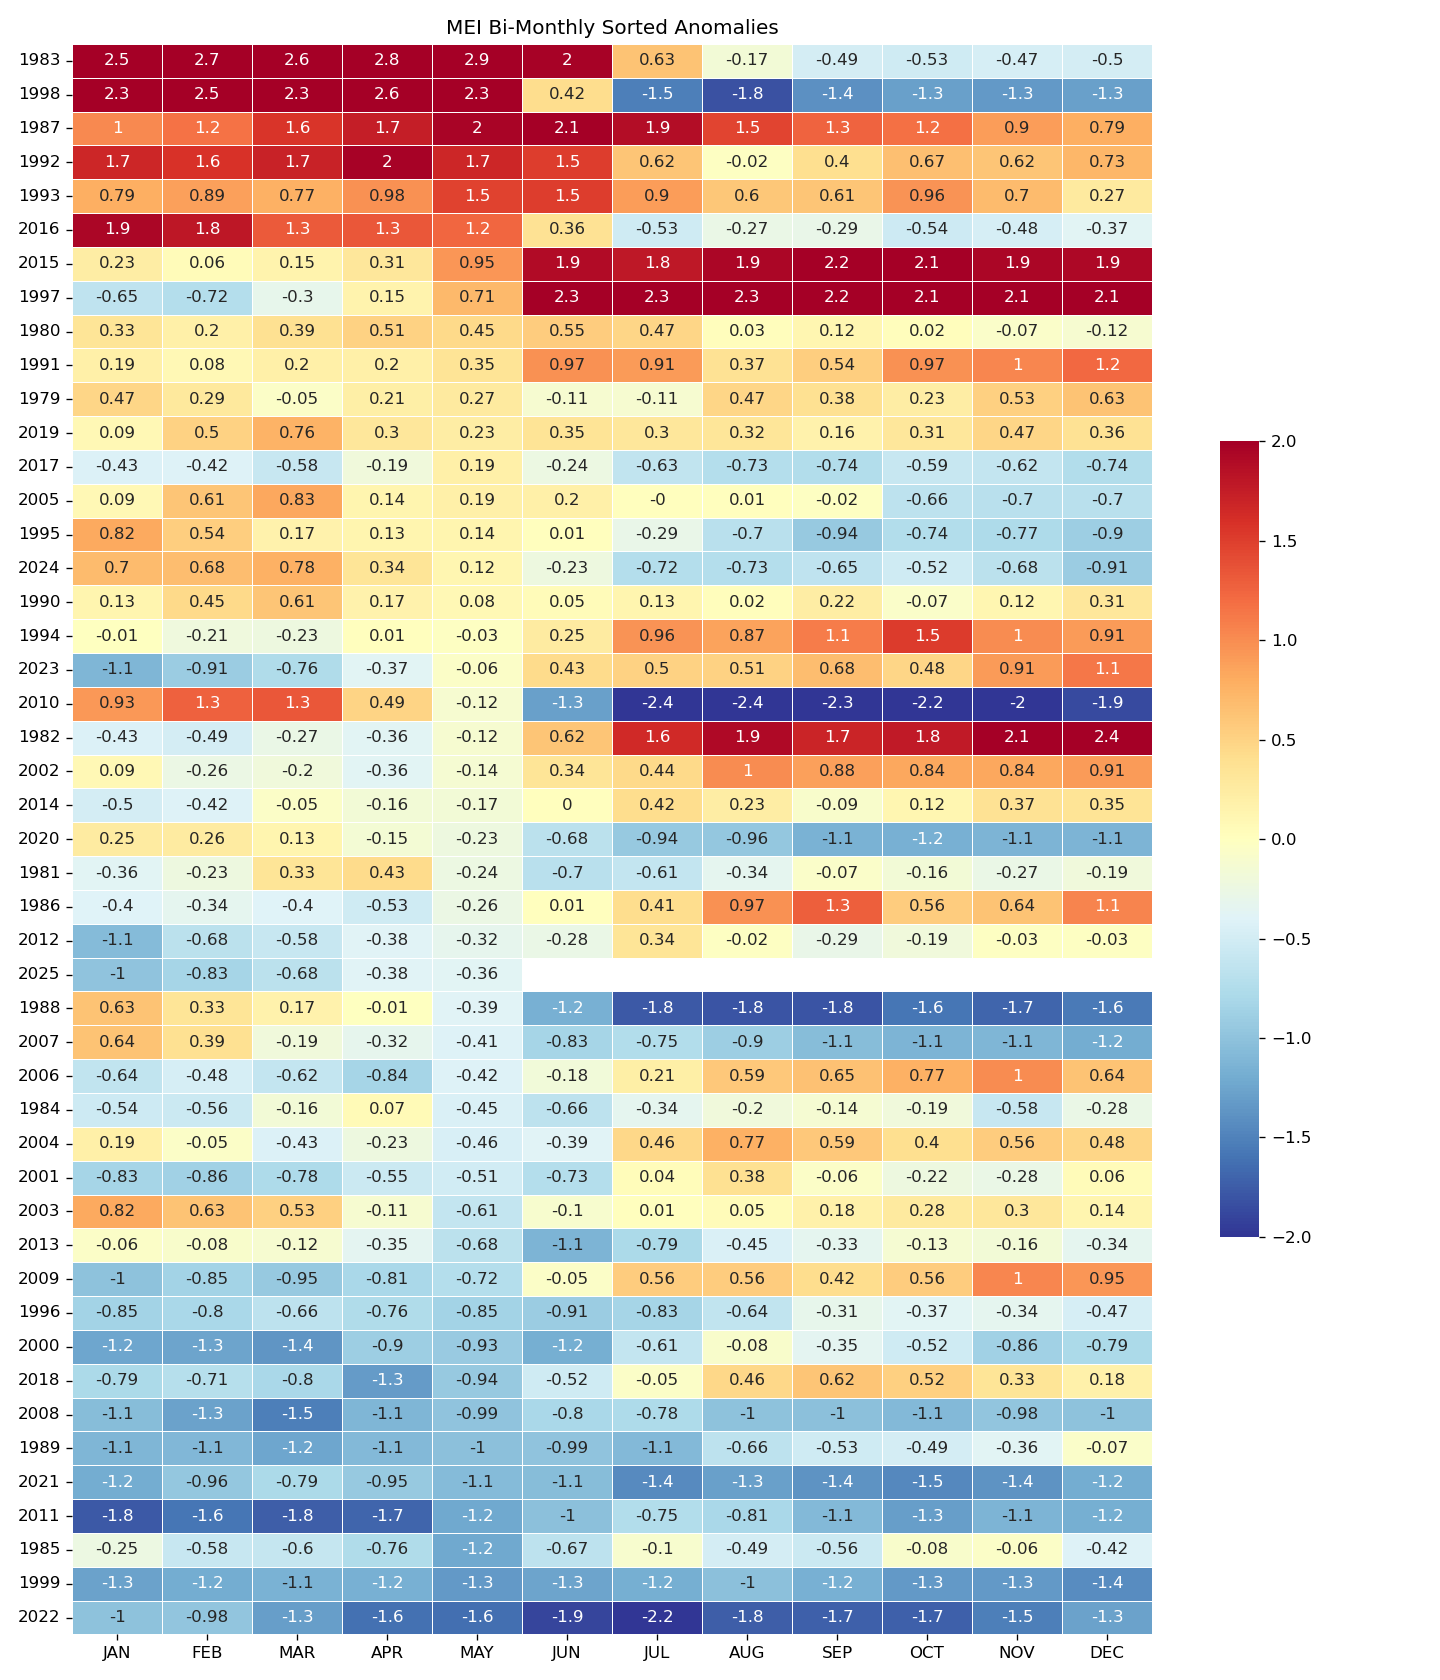 MEI Bi-Monthly Sorted Anomalies
1983 2.5 2.7 2.6 2.8 2.9 2 0.63 -0.17 -0.49 -0.53 -0.47 -0.5
1998 2.3 2.5 2.3 2.6 2.3 0.42 -1.5 -1.8 -1.4 -1.3 -1.3 -1.3
1987 1 1.2 1.6 1.7 2 2.1 1.9 1.5 1.3 1.2 0.9 0.79
1992 1.7 1.6 1.7 2 1.7 1.5 0.62 -0.02 0.4 0.67 0.62 0.73
1993 0.79 0.89 0.77 0.98 1.5 1.5 0.9 0.6 0.61 0.96 0.7 0.27
2016 1.9 1.8 1.3 1.3 1.2 0.36 -0.53 -0.27 -0.29 -0.54 -0.48 -0.37
2015 0.23 0.06 0.15 0.31 0.95 1.9 1.8 1.9 2.2 2.1 1.9 1.9
1997 -0.65 -0.72 -0.3 0.15 0.71 2.3 2.3 2.3 2.2 2.1 2.1 2.1
1980 0.33 0.2 0.39 0.51 0.45 0.55 0.47 0.03 0.12 0.02 -0.07 -0.12
1991 0.19 0.08 0.2 0.2 0.35 0.97 0.91 0.37 0.54 0.97 1 1.2
1979 0.47 0.29 -0.05 0.21 0.27 -0.11 -0.11 0.47 0.38 0.23 0.53 0.63
2019 0.09 0.5 0.76 0.3 0.23 0.35 0.3 0.32 0.16 0.31 0.47 0.36
2017 -0.43 -0.42 -0.58 -0.19 0.19 -0.24 -0.63 -0.73 -0.74 -0.59 -0.62 -0.74
2005 0.09 0.61 0.83 0.14 0.19 0.2 -0 0.01 -0.02 -0.66 -0.7 -0.7
1995 0.82 0.54 0.17 0.13 0.14 0.01 -0.29 -0.7 -0.94 -0.74 -0.77 -0.9
2024 0.7 0.68 0.78 0.34 0.12 -0.23 -0.72 -0.73 -0.65 -0.52 -0.68 -0.91
1990 0.13 0.45 0.61 0.17 0.08 0.05 0.13 0.02 0.22 -0.07 0.12 0.31
1994 -0.01 -0.21 -0.23 0.01 -0.03 0.25 0.96 0.87 1.1 1.5 1 0.91
2023 -1.1 -0.91 -0.76 -0.37 -0.06 0.43 0.5 0.51 0.68 0.48 0.91 1.1
2010 0.93 1.3 1.3 0.49 -0.12 -1.3 -2.4 -2.4 -2.3 -2.2 -2 -1.9
1982 -0.43 -0.49 -0.27 -0.36 -0.12 0.62 1.6 1.9 1.7 1.8 2.1 2.4
2002 0.09 -0.26 -0.2 -0.36 -0.14 0.34 0.44 1 0.88 0.84 0.84 0.91
2014 -0.5 -0.42 -0.05 -0.16 -0.17 0 0.42 0.23 -0.09 0.12 0.37 0.35
2020 0.25 0.26 0.13 -0.15 -0.23 -0.68 -0.94 -0.96 -1.1 -1.2 -1.1 -1.1
1981 -0.36 -0.23 0.33 0.43 -0.24 -0.7 -0.61 -0.34 -0.07 -0.16 -0.27 -0.19
1986 -0.4 -0.34 -0.4 -0.53 -0.26 0.01 0.41 0.97 1.3 0.56 0.64 1.1
2012 -1.1 -0.68 -0.58 -0.38 -0.32 -0.28 0.34 -0.02 -0.29 -0.19 -0.03 -0.03
2025 -1 -0.83 -0.68 -0.38 -0.36
1988 0.63 0.33 0.17 -0.01 -0.39 -1.2 -1.8 -1.8 -1.8 -1.6 -1.7 -1.6
2007 0.64 0.39 -0.19 -0.32 -0.41 -0.83 -0.75 -0.9 -1.1 -1.1 -1.1 -1.2
2006 -0.64 -0.48 -0.62 -0.84 -0.42 -0.18 0.21 0.59 0.65 0.77 1 0.64
1984 -0.54 -0.56 -0.16 0.07 -0.45 -0.66 -0.34 -0.2 -0.14 -0.19 -0.58 -0.28
2004 0.19 -0.05 -0.43 -0.23 -0.46 -0.39 0.46 0.77 0.59 0.4 0.56 0.48
2001 -0.83 -0.86 -0.78 -0.55 -0.51 -0.73 0.04 0.38 -0.06 -0.22 -0.28 0.06
2003 0.82 0.63 0.53 -0.11 -0.61 -0.1 0.01 0.05 0.18 0.28 0.3 0.14
2013 -0.06 -0.08 -0.12 -0.35 -0.68 -1.1 -0.79 -0.45 -0.33 -0.13 -0.16 -0.34
2009 -1 -0.85 -0.95 -0.81 -0.72 -0.05 0.56 0.56 0.42 0.56 1 0.95
1996 -0.85 -0.8 -0.66 -0.76 -0.85 -0.91 -0.83 -0.64 -0.31 -0.37 -0.34 -0.47
2000 -1.2 -1.3 -1.4 -0.9 -0.93 -1.2 -0.61 -0.08 -0.35 -0.52 -0.86 -0.79
2018 -0.79 -0.71 -0.8 -1.3 -0.94 -0.52 -0.05 0.46 0.62 0.52 0.33 0.18
2008 -1.1 -1.3 -1.5 -1.1 -0.99 -0.8 -0.78 -1 -1 -1.1 -0.98 -1
1989 -1.1 -1.1 -1.2 -1.1 -1 -0.99 -1.1 -0.66 -0.53 -0.49 -0.36 -0.07
2021 -1.2 -0.96 -0.79 -0.95 -1.1 -1.1 -1.4 -1.3 -1.4 -1.5 -1.4 -1.2
2011 -1.8 -1.6 -1.8 -1.7 -1.2 -1 -0.75 -0.81 -1.1 -1.3 -1.1 -1.2
1985 -0.25 -0.58 -0.6 -0.76 -1.2 -0.67 -0.1 -0.49 -0.56 -0.08 -0.06 -0.42
1999 -1.3 -1.2 -1.1 -1.2 -1.3 -1.3 -1.2 -1 -1.2 -1.3 -1.3 -1.4
2022 -1 -0.98 -1.3 -1.6 -1.6 -1.9 -2.2 -1.8 -1.7 -1.7 -1.5 -1.3
JAN FEB MAR APR MAY JUN JUL AUG SEP OCT NOV DEC
2.0
1.5
1.0
0.5
0.0
−0.5
−1.0
−1.5
−2.0